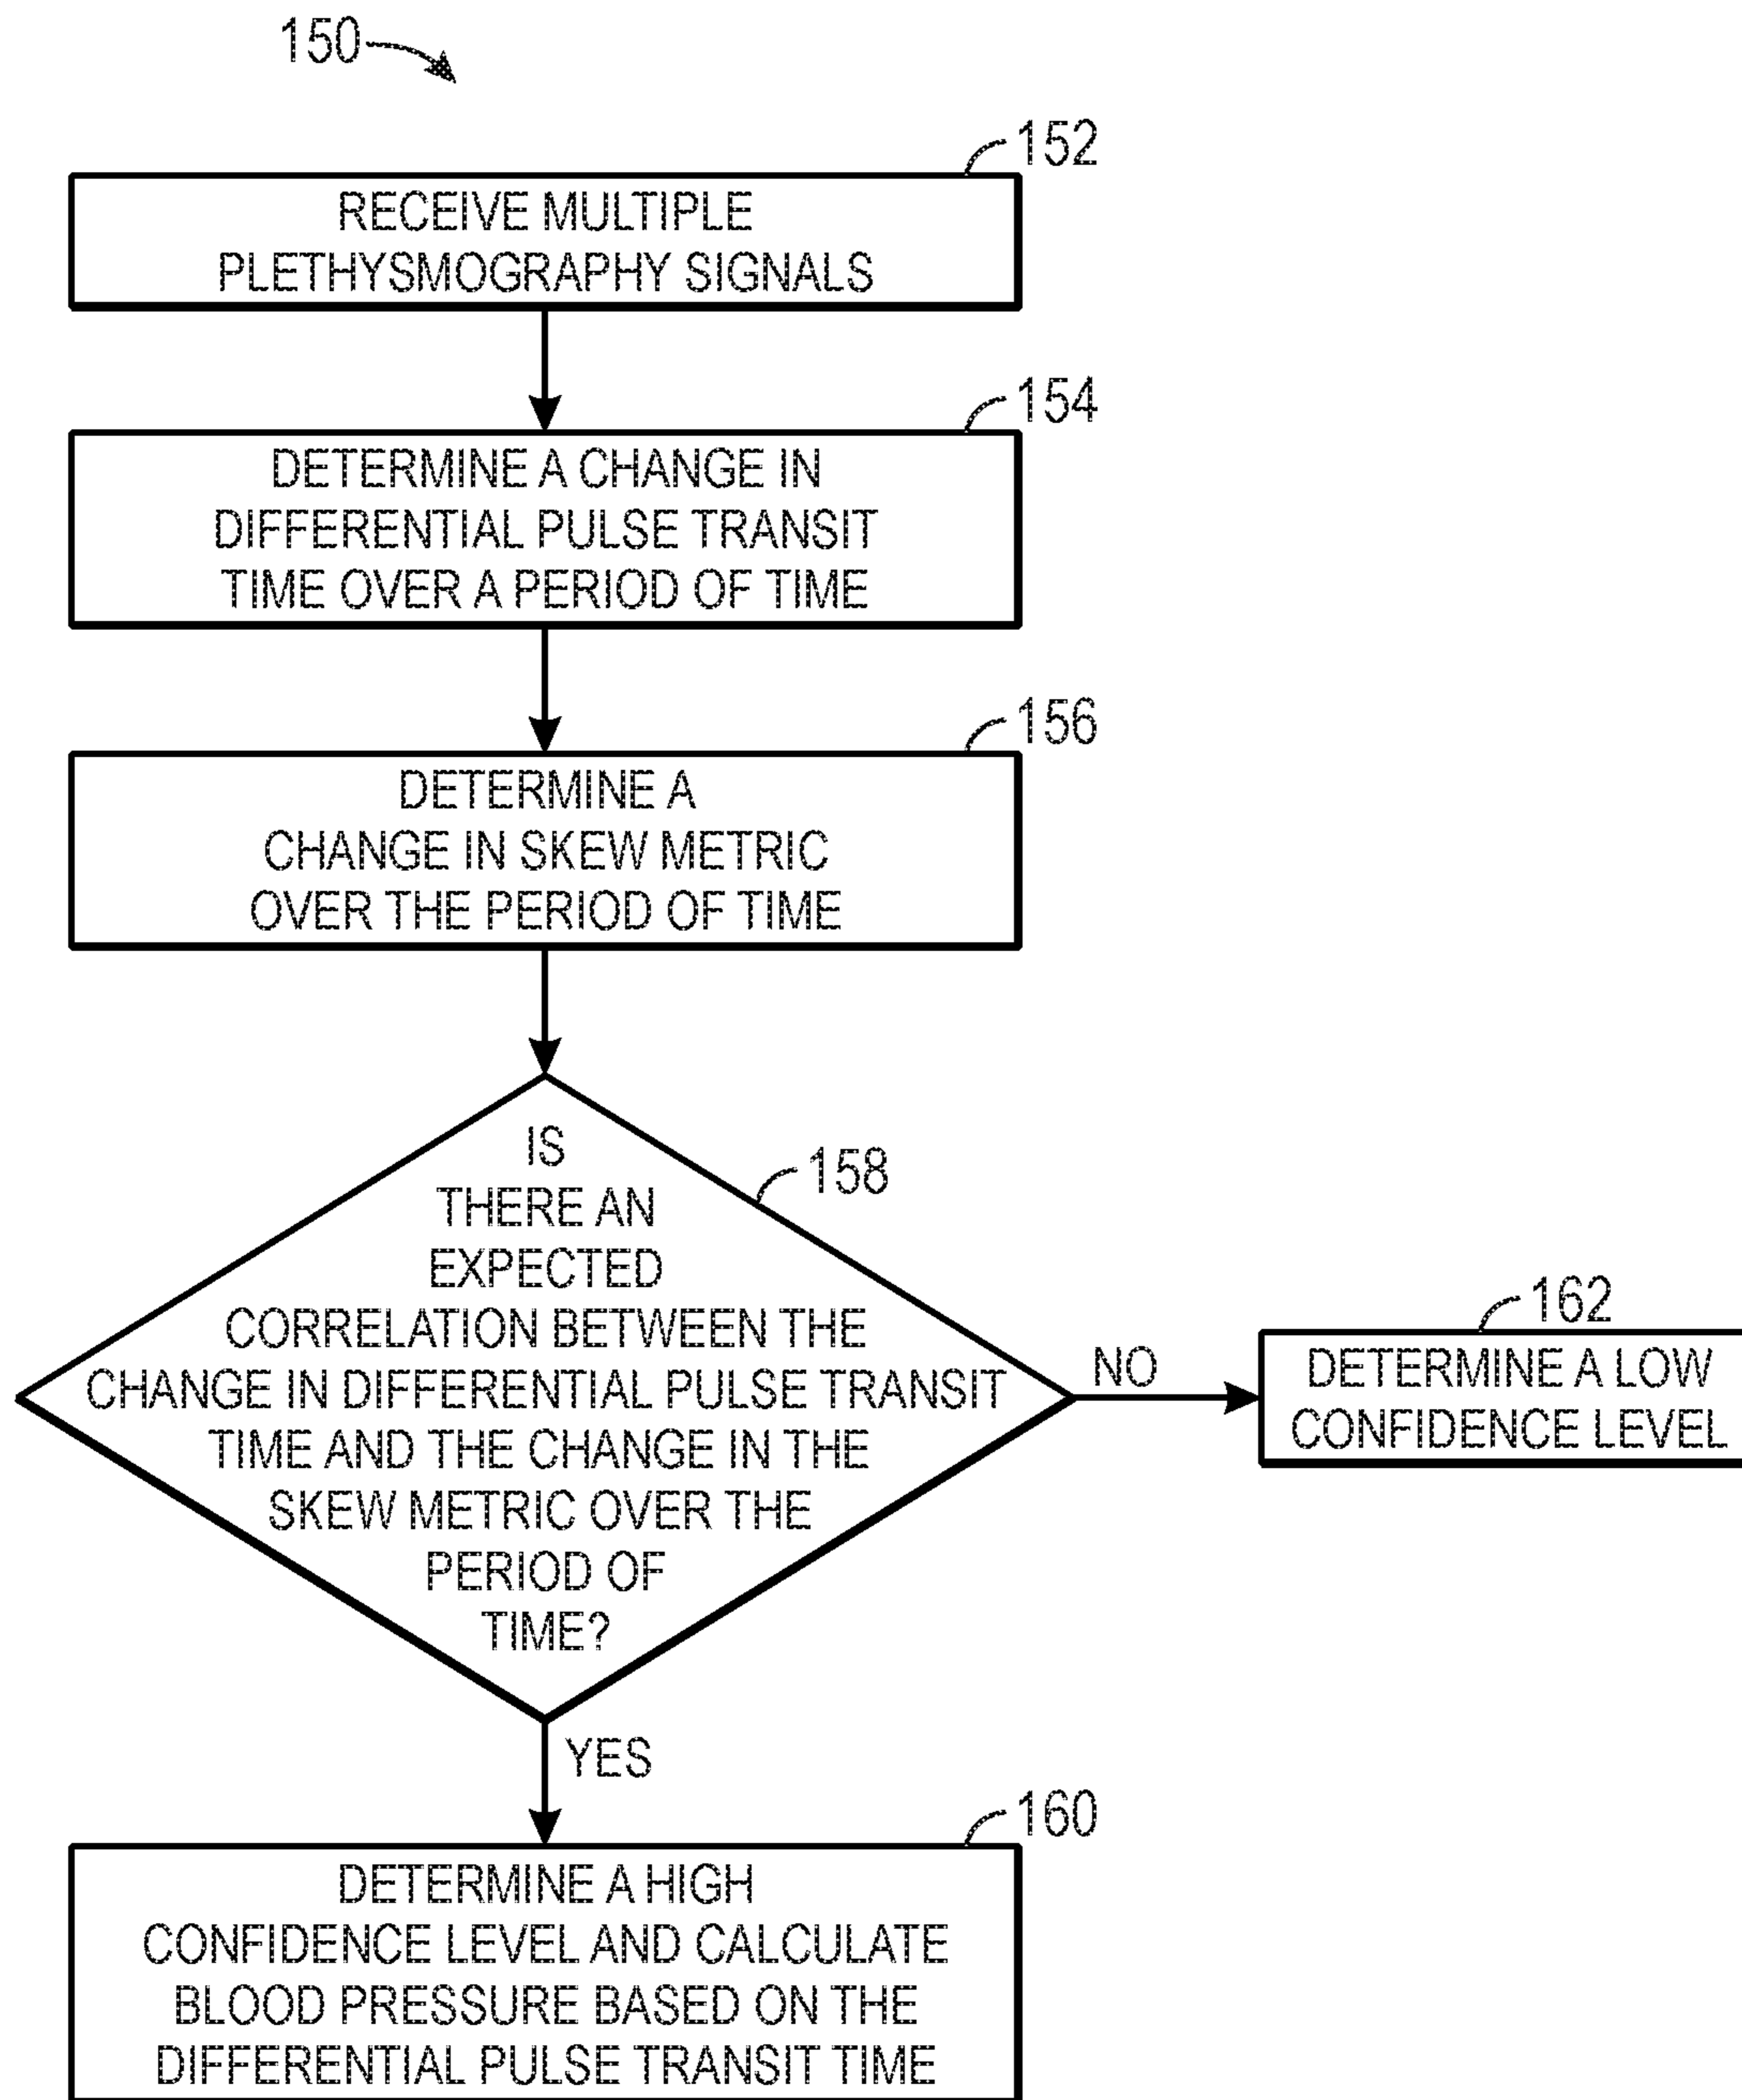 150
152
RECEIVE MULTIPLE
PLETHYSMOGRAPHY SIGNALS
154
DETERMINE A CHANGE IN
DIFFERENTIAL PULSE TRANSIT
TIME OVER A PERIOD OF TIME
156
DETERMINE A
CHANGE IN SKEW METRIC
OVER THE PERIOD OF TIME
158
IS
THERE AN
EXPECTED
CORRELATION BETWEEN THE
CHANGE IN DIFFERENTIAL PULSE TRANSIT
TIME AND THE CHANGE IN THE
SKEW METRIC OVER THE
PERIOD OF
TIME?
NO
162
DETERMINE A LOW
CONFIDENCE LEVEL
YES
160
DETERMINE A HIGH
CONFIDENCE LEVEL AND CALCULATE
BLOOD PRESSURE BASED ON THE
DIFFERENTIAL PULSE TRANSIT TIME